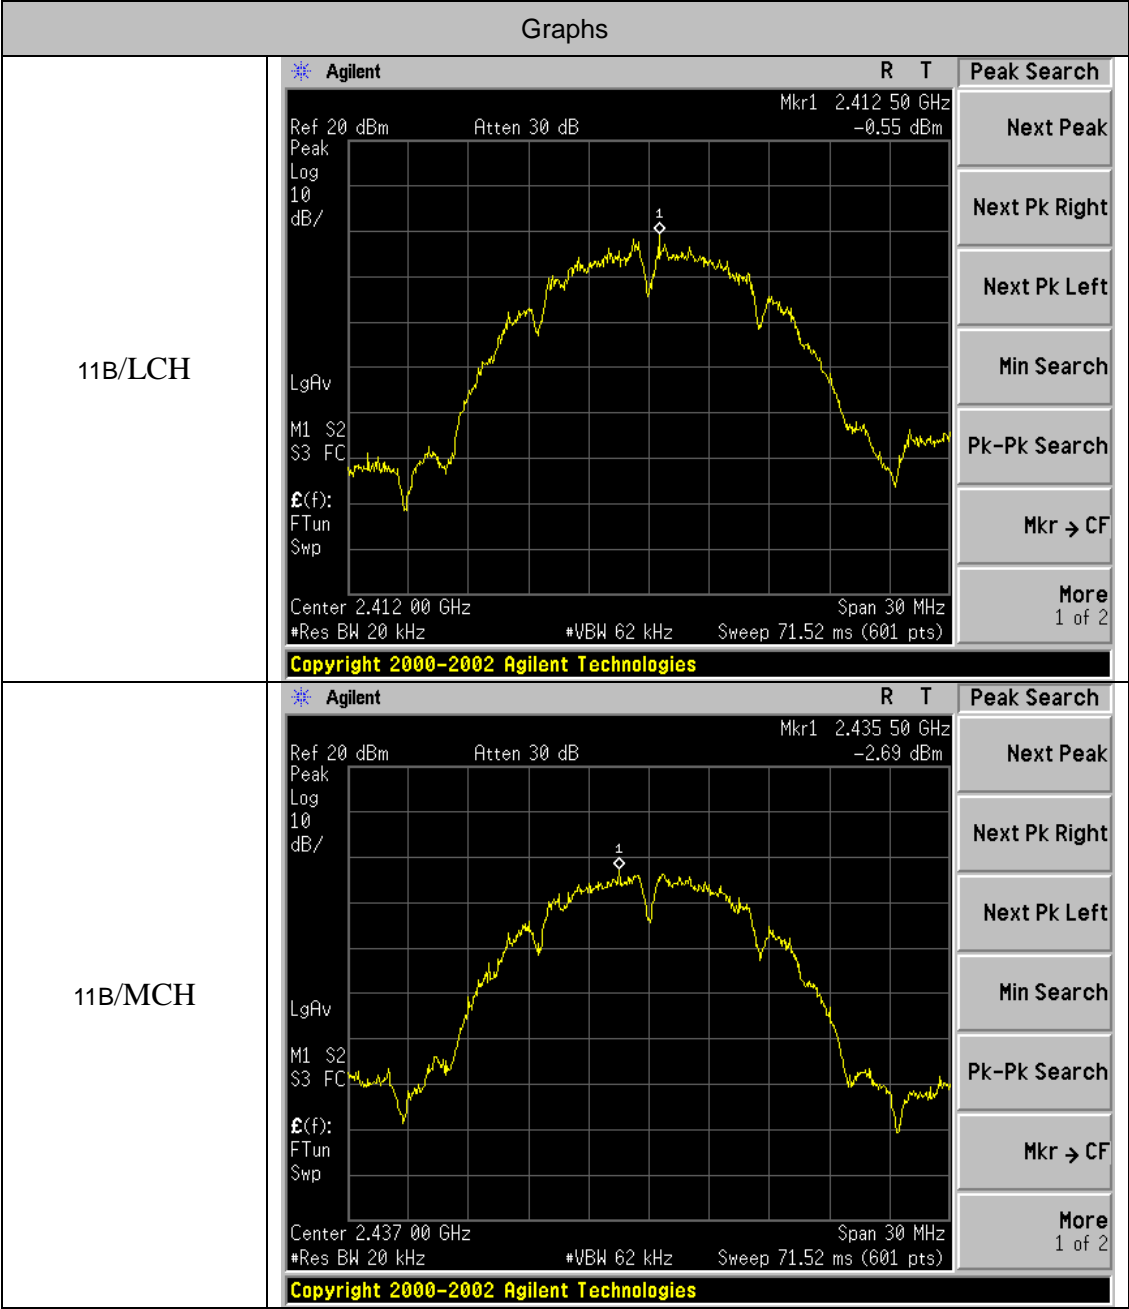 Graphs
11B/LCH
Agilent R T Peak Search
Mkr1 2.412 50 GHz
Ref 20 dBm Atten 30 dB -0.55 dBm
Peak
Log
10
dB/
1
LgAv
M1 S2
S3 FC
£(f):
FTun
Swp
Center 2.412 00 GHz Span 30 MHz
#Res BW 20 kHz #VBW 62 kHz Sweep 71.52 ms (601 pts)
Copyright 2000-2002 Agilent Technologies
Next Peak
Next Pk Right
Next Pk Left
Min Search
Pk-Pk Search
Mkr → CF
More
1 of 2
11B/MCH
Agilent R T Peak Search
Mkr1 2.435 50 GHz
Ref 20 dBm Atten 30 dB -2.69 dBm
Peak
Log
10
dB/
1
LgAv
M1 S2
S3 FC
£(f):
FTun
Swp
Center 2.437 00 GHz Span 30 MHz
#Res BW 20 kHz #VBW 62 kHz Sweep 71.52 ms (601 pts)
Copyright 2000-2002 Agilent Technologies
Next Peak
Next Pk Right
Next Pk Left
Min Search
Pk-Pk Search
Mkr → CF
More
1 of 2